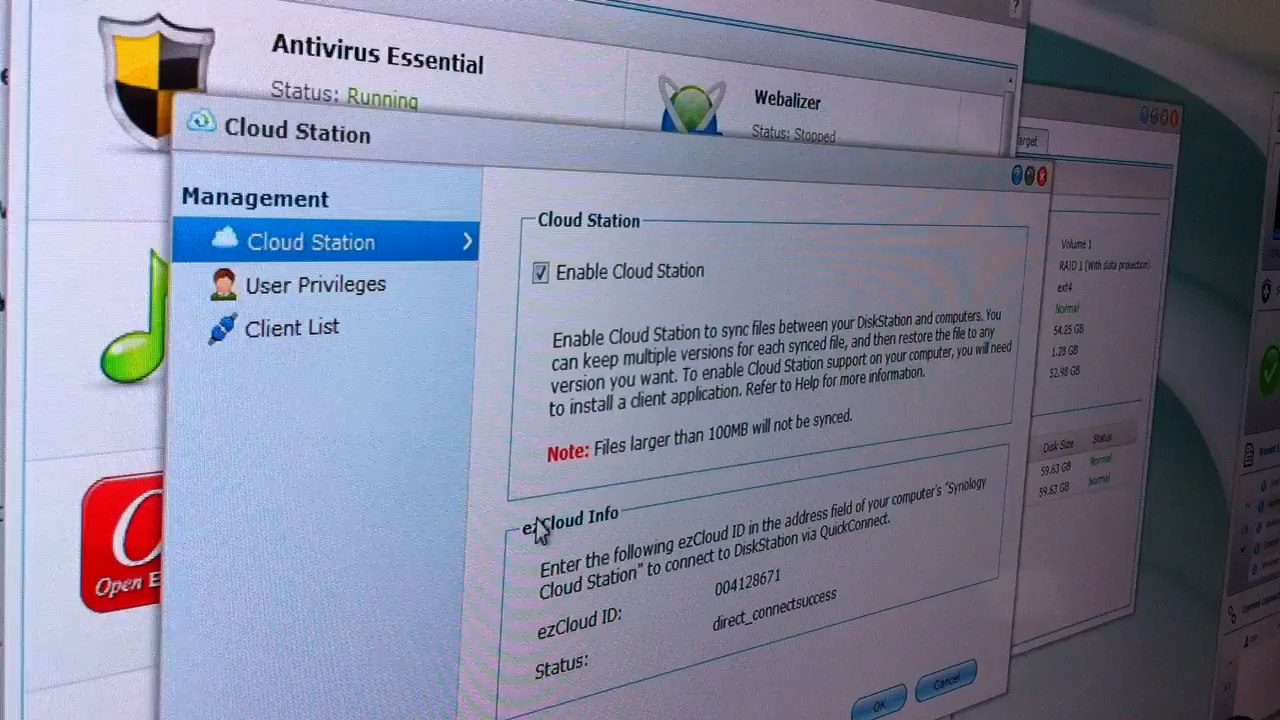 Antivirus Essential
Status: Running
Webalizer
Status: Stopped
Cloud Station
Management
Cloud Station
User Privileges
Client List
Cloud Station
Enable Cloud Station
Enable Cloud Station to sync files between your DiskStation and computers. You
can keep multiple versions for each synced file, and then restore the file to any
version you want. To enable Cloud Station support on your computer, you will need
to install a client application. Refer to Help for more information.
Note: Files larger than 100MB will not be synced.
ezCloud Info
Enter the following ezCloud ID in the address field of your computer's "Synology
Cloud Station" to connect to DiskStation via QuickConnect.
ezCloud ID: 004128671
Status: direct_connectsuccess
OK Cancel
Open E
Volume 1
RAID 1 (With data protection)
ext4
Normal
54.25 GB
1.28 GB
52.98 GB
Disk Size Status
59.63 GB Normal
59.63 GB Normal